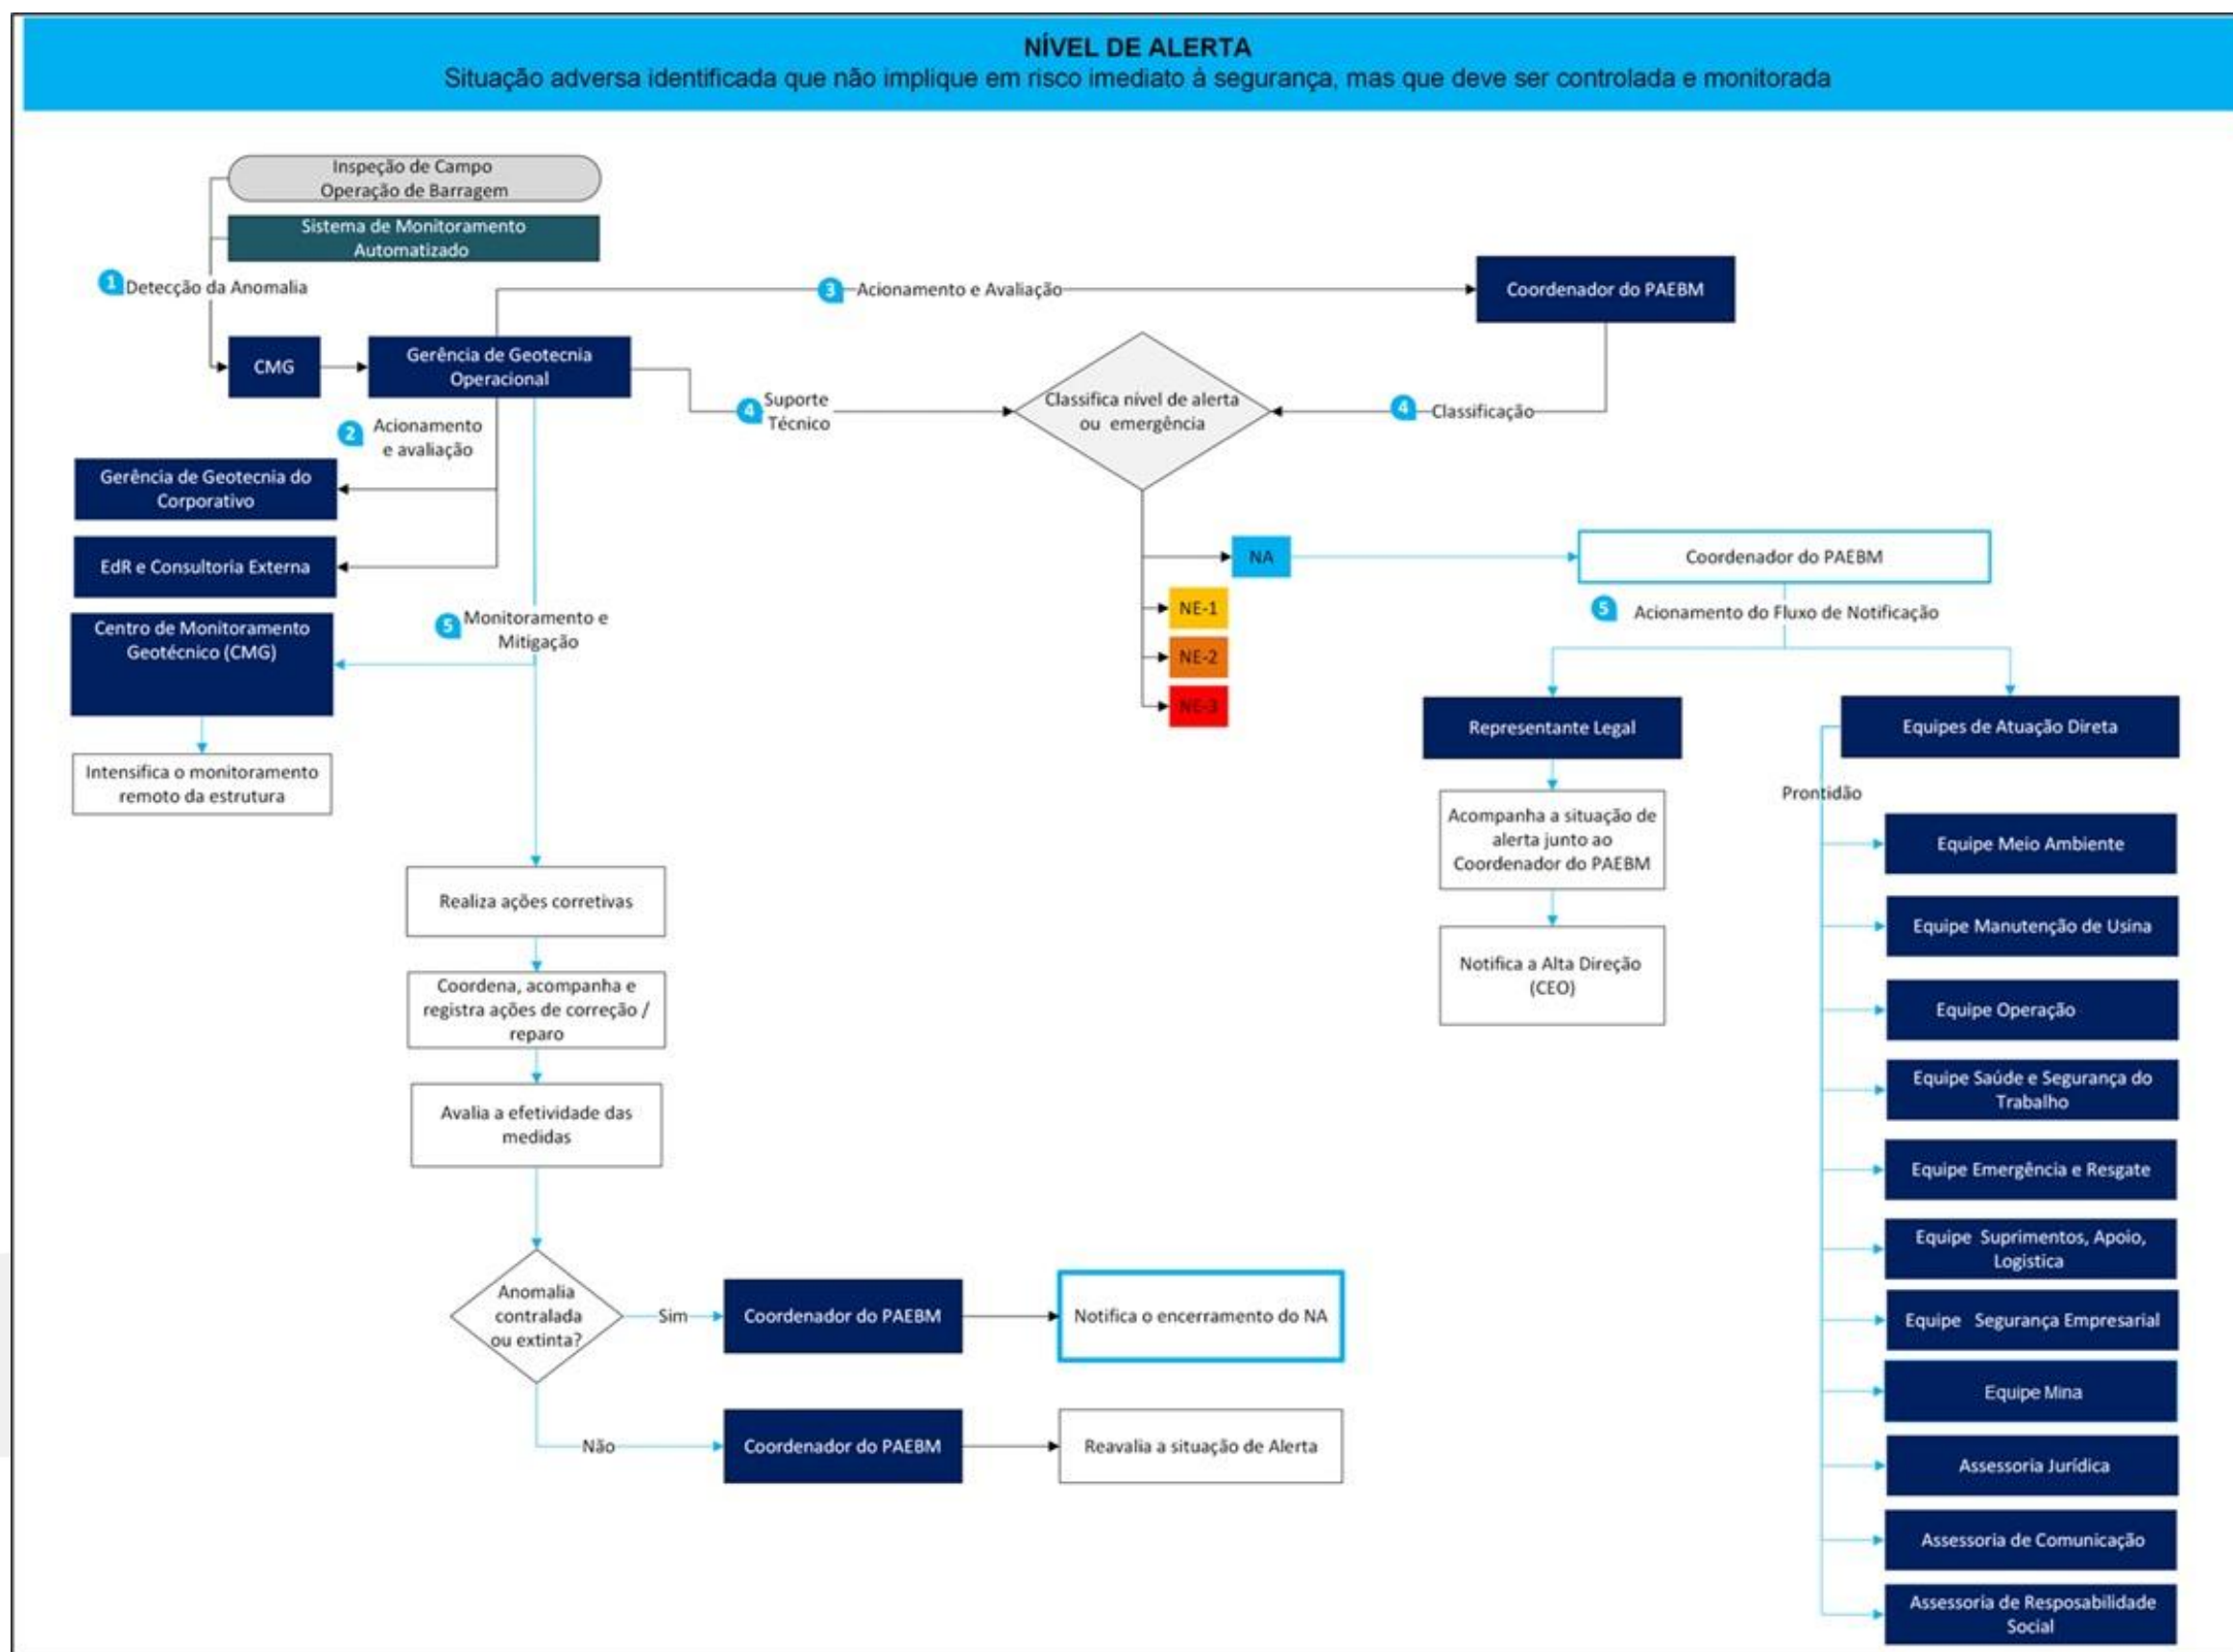 NÍVEL DE ALERTA
Situação adversa identificada que não implique em risco imediato à segurança, mas que deve ser controlada e monitorada
Inspeção de Campo
Operação de Barragem
Sistema de Monitoramento
Automatizado
1
Detecção da Anomalia
3
Acionamento e Avaliação
Coordenador do PAEBM
CMG
Gerência de Geotecnia
Operacional
4
Suporte
Técnico
Classifica nível de alerta
ou emergência
4
Classificação
2
Acionamento
e avaliação
Gerência de Geotecnia do
Corporativo
EdR e Consultoria Externa
Centro de Monitoramento
Geotécnico (CMG)
5
Monitoramento e
Mitigação
Intensifica o monitoramento
remoto da estrutura
NA
NE-1
NE-2
NE-3
Coordenador do PAEBM
5
Acionamento do Fluxo de Notificação
Representante Legal
Equipes de Atuação Direta
Acompanha a situação de
alerta junto ao
Coordenador do PAEBM
Notifica a Alta Direção
(CEO)
Prontidão
Equipe Meio Ambiente
Equipe Manutenção de Usina
Equipe Operação
Equipe Saúde e Segurança do
Trabalho
Equipe Emergência e Resgate
Equipe Suprimentos, Apoio,
Logistica
Equipe Segurança Empresarial
Equipe Mina
Assessoria Jurídica
Assessoria de Comunicação
Assessoria de Resposabilidade
Social
Realiza ações corretivas
Coordena, acompanha e
registra ações de correção /
reparo
Avalia a efetividade das
medidas
Anomalia
contralada
ou extinta?
Sim
Coordenador do PAEBM
Notifica o encerramento do NA
Não
Coordenador do PAEBM
Reavalia a situação de Alerta